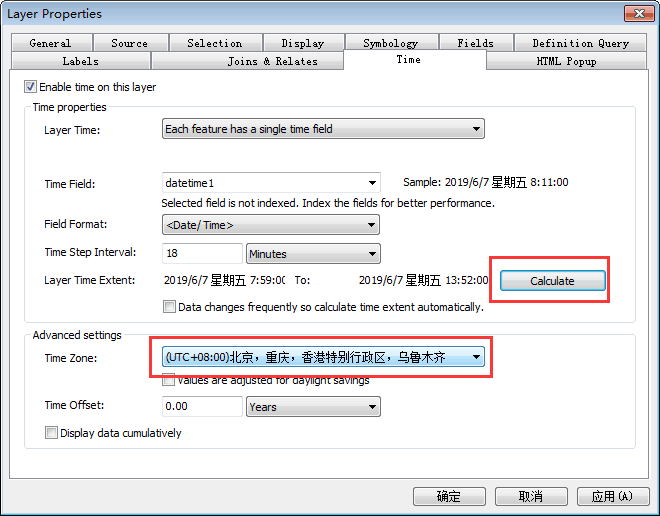 Layer Properties
General Source Selection Display Symbology Fields Definition Query
Labels Joins & Relates Time HTML Popup
Enable time on this layer
Time properties
Layer Time: Each feature has a single time field
Time Field: datetime1 Sample: 2019/6/7 星期五 8:11:00
Selected field is not indexed. Index the fields for better performance.
Field Format: <Date/Time>
Time Step Interval: 18 Minutes
Layer Time Extent: 2019/6/7 星期五 7:59:00 To: 2019/6/7 星期五 13:52:00 Calculate
Data changes frequently so calculate time extent automatically.
Advanced settings
Time Zone: (UTC+08:00)北京，重庆，香港特别行政区，乌鲁木齐
Values are adjusted for daylight savings
Time Offset: 0.00 Years
Display data cumulatively
确定 取消 应用(A)